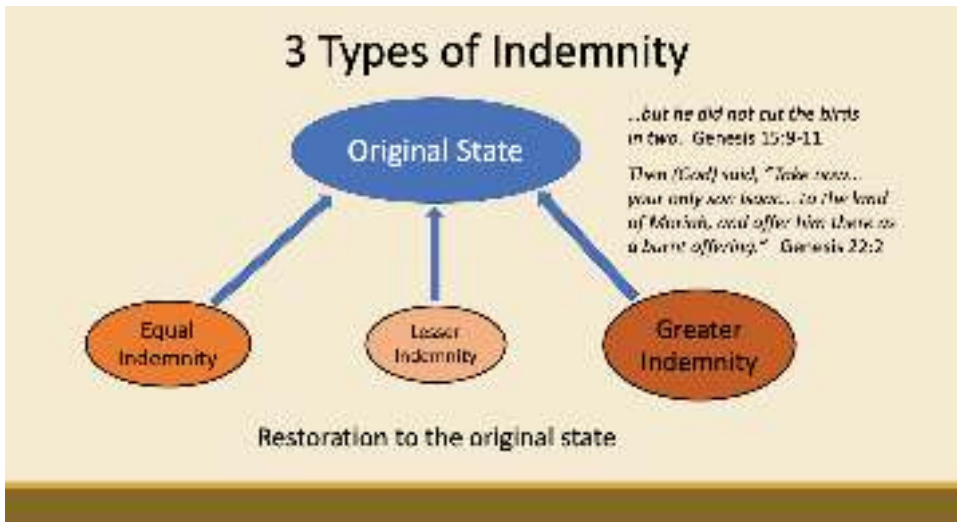 3 Types of Indemnity
Original State
...but he did not cut the birds
in two. Genesis 15:9-11
Then (God) said, "Take now...
your only son Isaac... to the land
of Moriah, and offer him there as
a burnt offering." Genesis 22:2
Equal
Indemnity
Lesser
Indemnity
Greater
Indemnity
Restoration to the original state